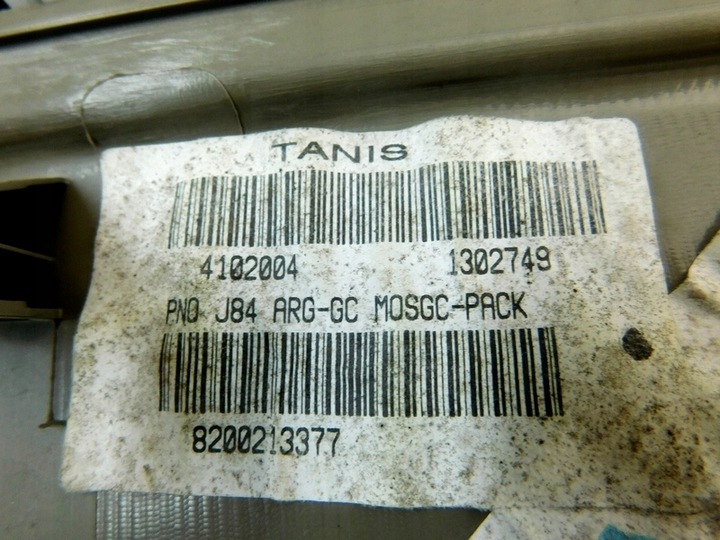 TANIS
4102004 1302749
PNO J84 ARG-GC MOSGC-PACK
8200213377